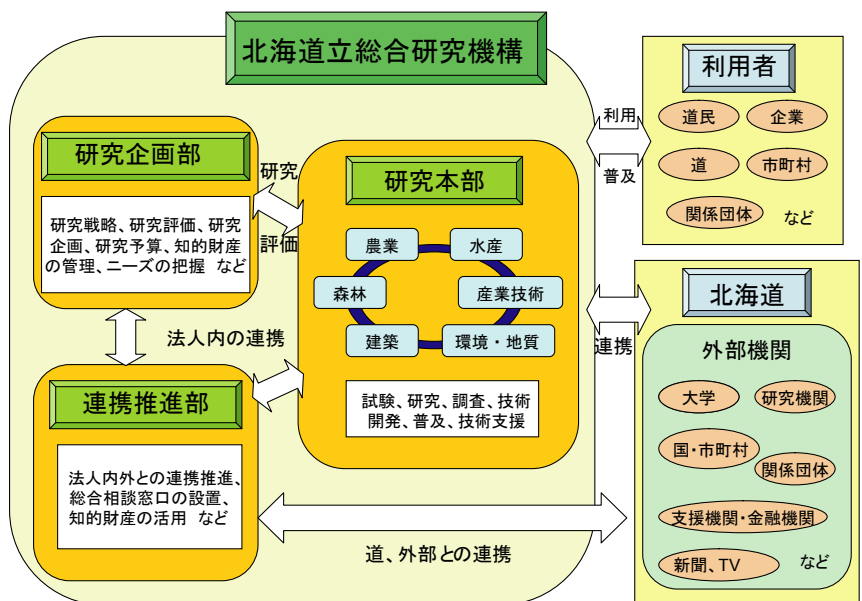 北海道立総合研究機構
研究企画部
研究戦略、研究評価、研究
企画、研究予算、知的財産
の管理、ニーズの把握 など
研究
評価
研究本部
農業
水産
森林
産業技術
建築
環境・地質
試験、研究、調査、技術
開発、普及、技術支援
法人内の連携
連携推進部
法人内外との連携推進、
総合相談窓口の設置、
知的財産の活用 など
道、外部との連携
利用
普及
連携
利用者
道民
企業
道
市町村
関係団体
など
北海道
外部機関
大学
研究機関
国・市町村
関係団体
支援機関・金融機関
新聞、TV
など